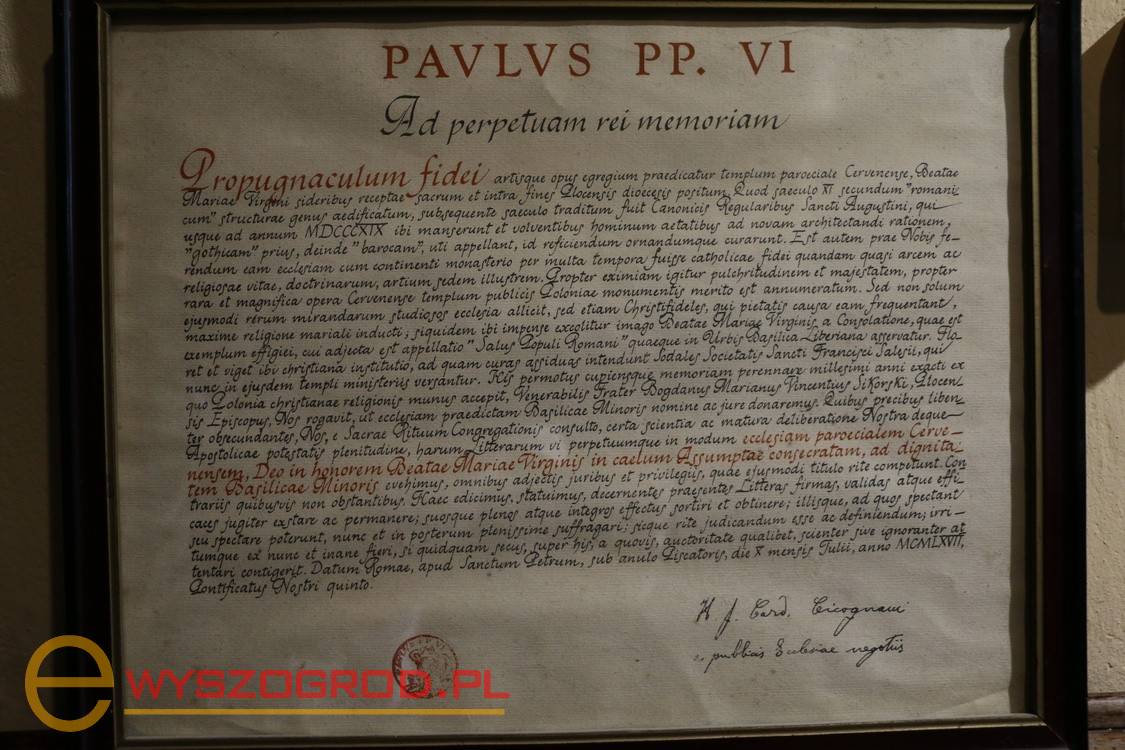 PAVLVS PP. VI
Ad perpetuam rei memoriam
Propugnaculum fidei artisque opus egregium praedicatur templum paroeciale Cervenense, Beatae
Mariae Virgini sideribus receptae sacrum et intra fines Plocensis dioecesis positum. Quod saeculo XI secundum "romani
cum" structurae genus aedificatum, subsequente saeculo traditum fuit Canonicis Regularibus Sancti Augustini, qui
usque ad annum MDCCCXIX ibi manserunt et volventibus hominum aetatibus ad novam architectandi rationem,
"gothicam" prius, deinde "barocam", uti appellant, id reficiendum ornandumque curarunt. Est autem prae Nobis fe-
rendum eam ecclesiam cum continenti monasterio per multa tempora fuisse catholicae fidei quandam quasi arcem ac
religiosae vitae, doctrinarum, artium sedem illustrem. Propter eximiam igitur pulchritudinem et majestatem, propter
rara et magnifica opera Cervenense templum publicis Poloniae monumentis merito est annumeratum. Sed non solum
ejusmodi rerum mirandarum studiosos ecclesia allicit, sed etiam Christifideles, qui pietatis causa eam frequentant,
maxime religione mariali inducti; siquidem ibi impense excolitur imago Beatae Mariae Virginis a Consolatione, quae est
exemplum effigiei, cui adjecta est appellatio "Salus Populi Romani" quaeque in Urbis Basilica Liberiana asservatur. Flo-
ret et viget ibi christiana institutio, ad quam curas assiduas intendunt Sodales Societatis Sancti Francisci Salesii, qui
nunc in ejusdem templi ministeriis versantur. His permotus cupiensque memoriam perennare millesimi anni exacti ex
quo Polonia christianae religionis munus accepit, Venerabilis Frater Bogdanus Marianus Vincentius Sikorski, Plocen-
sis Episcopus, Nos rogavit, ut ecclesiam praedictam Basilicae Minoris nomine ac jure donaremus. Quibus precibus liben-
ter obsecundantes, Nos, e Sacrae Rituum Congregationis consulto, certa scientia ac matura deliberatione Nostra deque
Apostolicae potestatis plenitudine, harum Litterarum vi perpetuumque in modum ecclesiam paroecialem Cerve-
nensem, Deo in honorem Beatae Mariae Virginis in caelum Assumptae consecratam, ad dignita-
tem Basilicae Minoris evehimus, omnibus adjectis juribus et privilegiis, quae ejusmodi titulo rite competunt. Con
trariis quibusvis non obstantibus. Haec edicimus, statuimus, decernentes praesentes Litteras firmas, validas atque effi-
caces jugiter exstare ac permanere; suosque plenos atque integros effectus sortiri et obtinere; illisque, ad quos spectant
seu spectare poterunt, nunc et in posterum plenissime suffragari; sicque rite judicandum esse ac definiendum; irri-
tumque ex nunc et inane fieri, si quidquam secus, super his, a quovis, auctoritate qualibet, scienter sive ignoranter at
tentari contigerit. Datum Romae, apud Sanctum Petrum, sub anulo Piscatoris, die X mensis Iulii, anno MCMLXVII,
Pontificatus Nostri quinto.
H. J. Card. Cicognani
a publicis Ecclesiae negotiis
eWYSZOGROD.PL